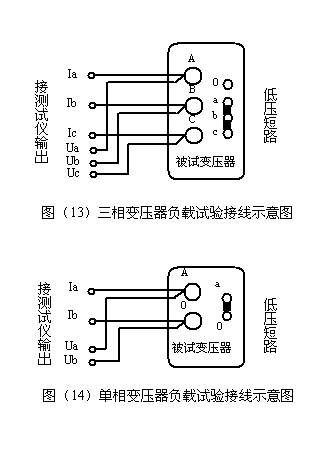 接测试仪输出
Ia
Ib
Ic
Ua
Ub
Uc
A
B
C
0
a
b
c
被试变压器
低压短路
图（13）三相变压器负载试验接线示意图
接测试仪输出
Ia
Ib
Ua
Ub
A
0
a
0
被试变压器
低压短路
图（14）单相变压器负载试验接线示意图